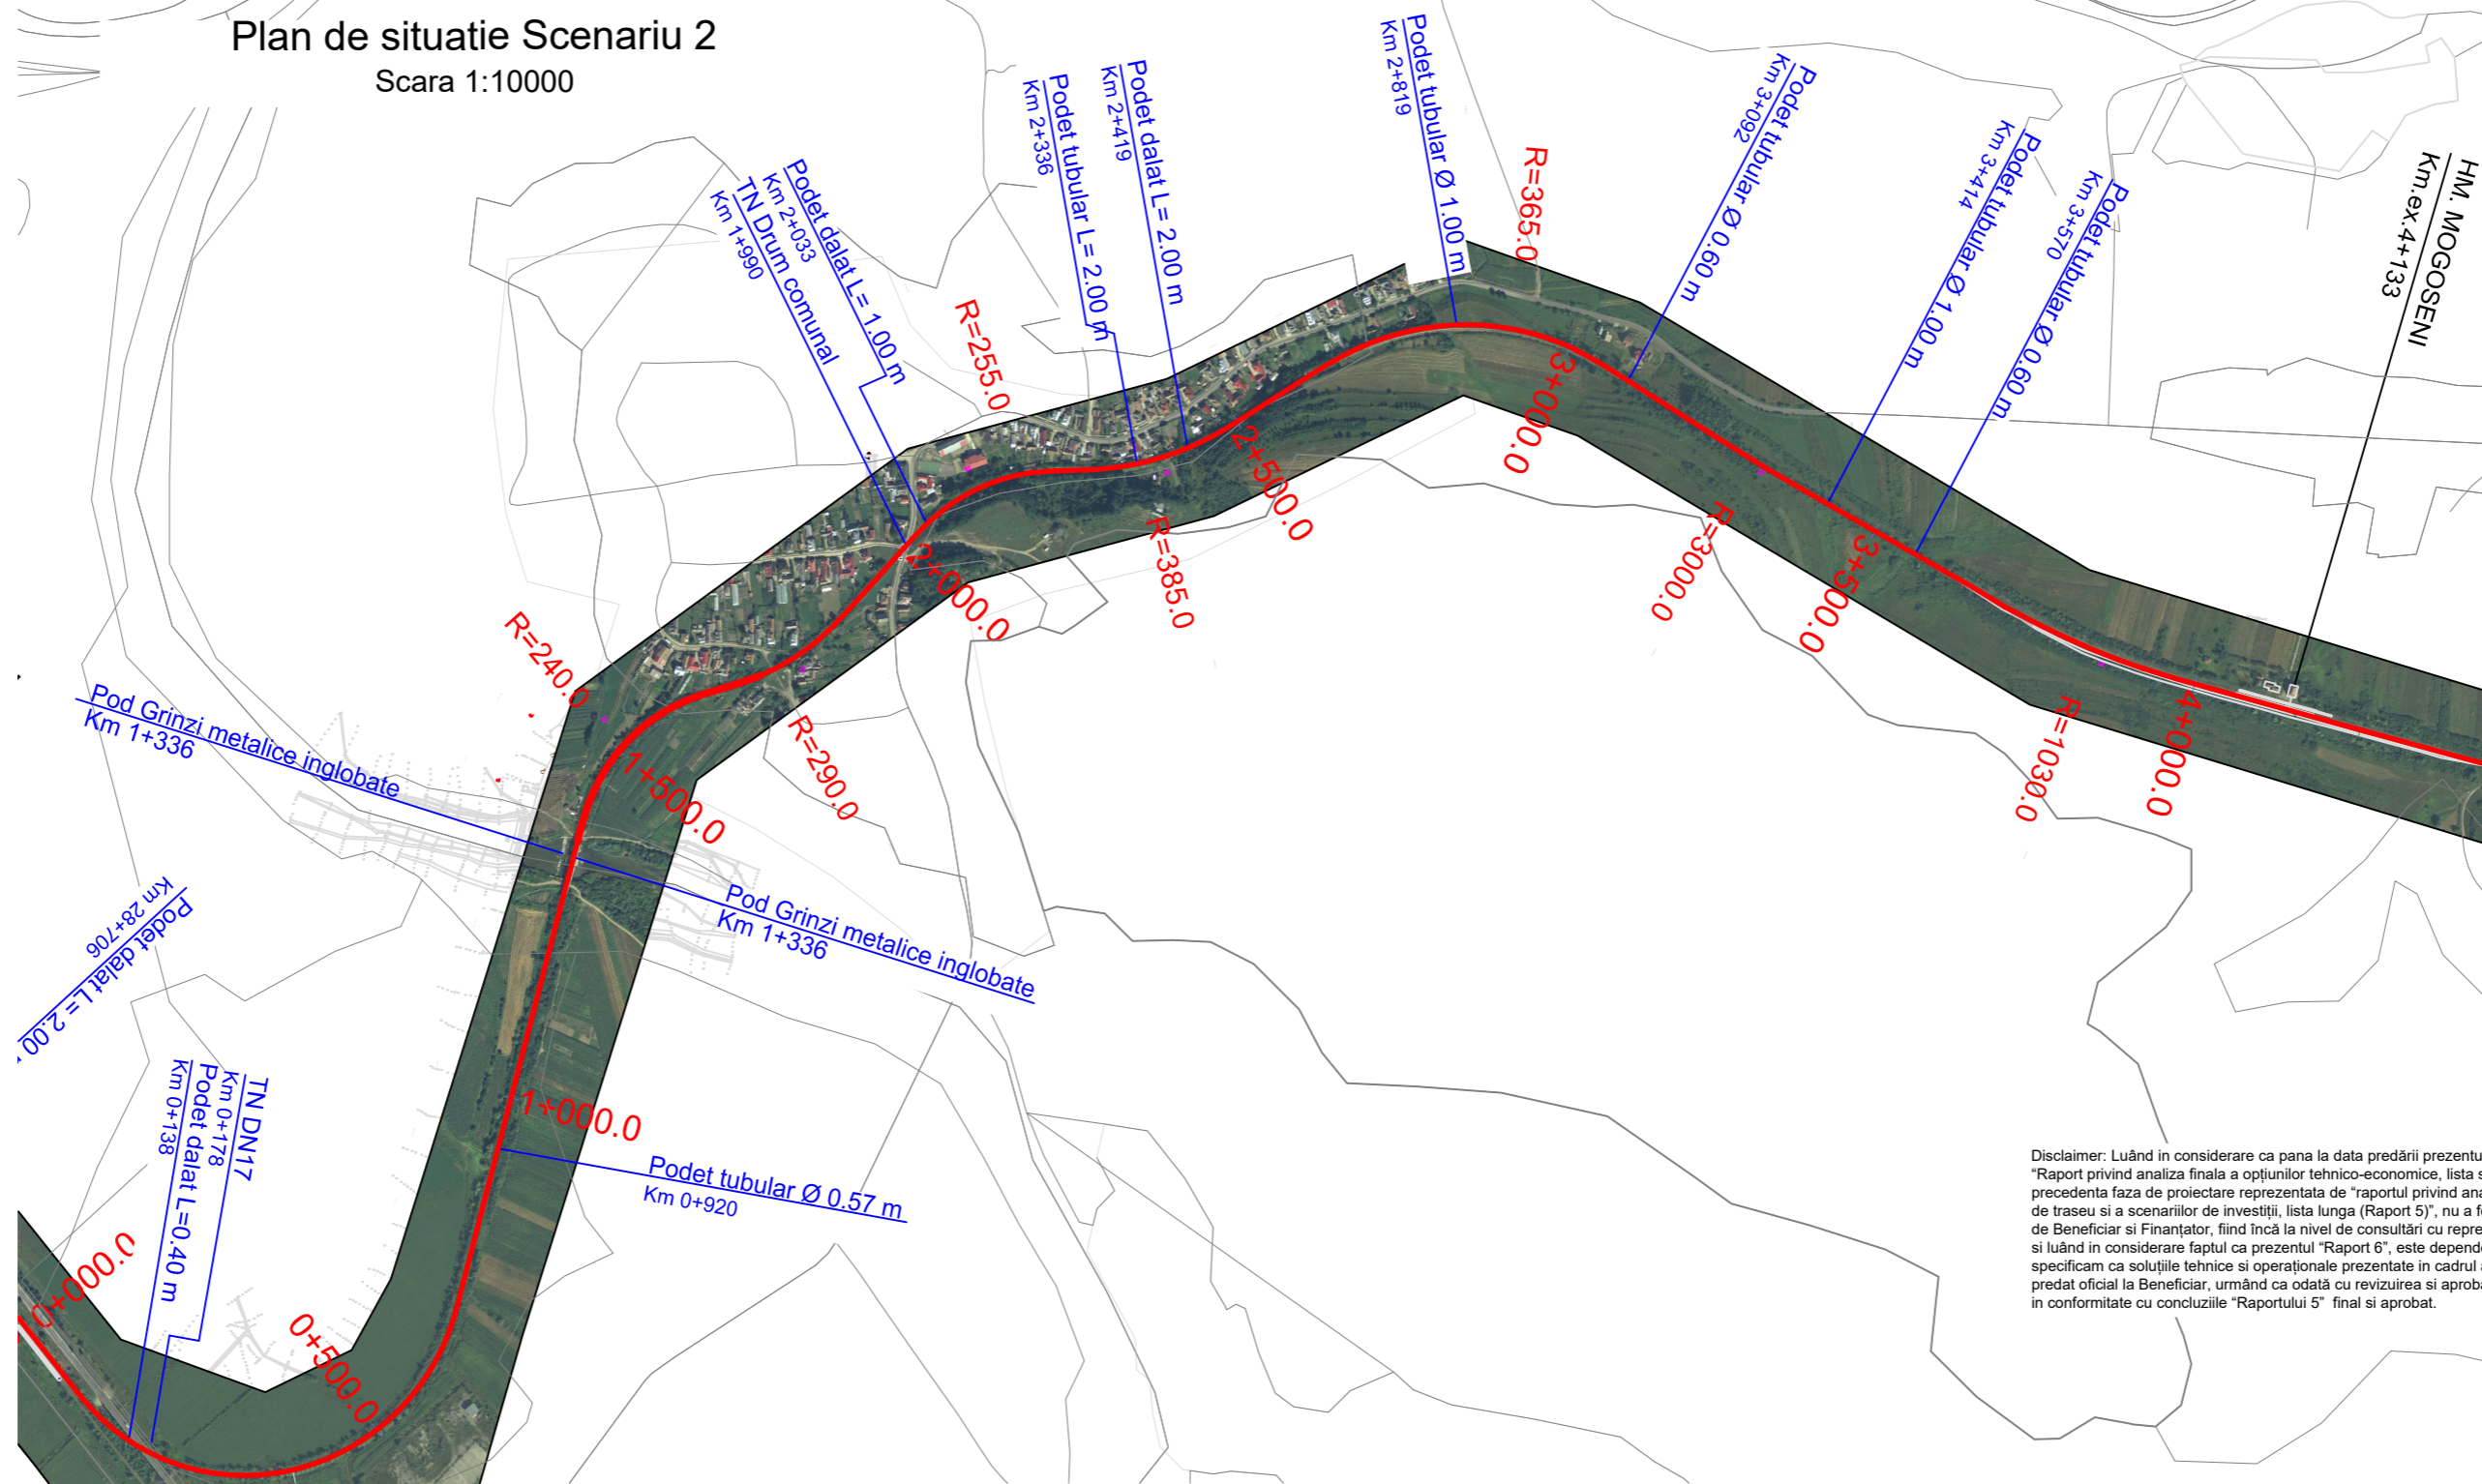 Plan de situatie Scenariu 2
Scara 1:10000
Podet tubular L= 2.00 m
Km 2+336
Podet dalat L= 2.00 m
Km 2+419
Podet tubular Ø 1.00 m
Km 2+819
R=365.0
Podet tubular Ø 0.60 m
Km 3+092
Podet tubular Ø 1.00 m
Km 3+414
Podet tubular Ø 0.60 m
Km 3+570
HM. MOGOSENI
Km.ex.4+133
Podet dalat L= 1.00 m
Km 2+033
TN Drum comunal
Km 1+990
R=255.0
2+500.0
3+000.0
R=385.0
R=3000.0
3+500.0
2+000.0
R=240.0
R=290.0
R=1030.0
4+000.0
Pod Grinzi metalice inglobate
Km 1+336
1+500.0
Pod Grinzi metalice inglobate
Km 1+336
Podet dalat L= 2.00
Km 28+706
1+000.0
Podet tubular Ø 0.57 m
Km 0+920
TN DN17
Km 0+178
Podet dalat L=0.40 m
Km 0+138
0+000.0
0+500.0
Disclaimer: Luând in considerare ca pana la data predării prezentu
“Raport privind analiza finala a opțiunilor tehnico-economice, lista s
precedenta faza de proiectare reprezentata de “raportul privind ana
de traseu si a scenariilor de investiții, lista lunga (Raport 5)”, nu a f
de Beneficiar si Finanțator, fiind încă la nivel de consultări cu repre
si luând in considerare faptul ca prezentul “Raport 6”, este depend
specificam ca soluțiile tehnice si operaționale prezentate in cadrul a
predat oficial la Beneficiar, urmând ca odată cu revizuirea si aproba
in conformitate cu concluziile “Raportului 5” final si aprobat.